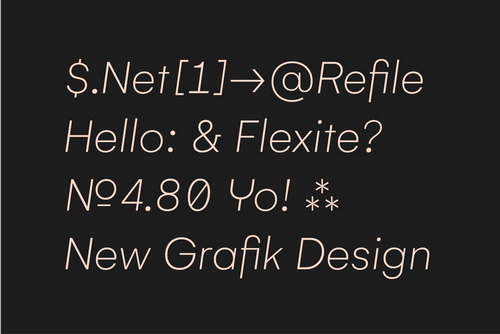 $.Net[1]→@Refile
Hello: & Flexite?
№4.80 Yo! ⁂
New Grafik Design